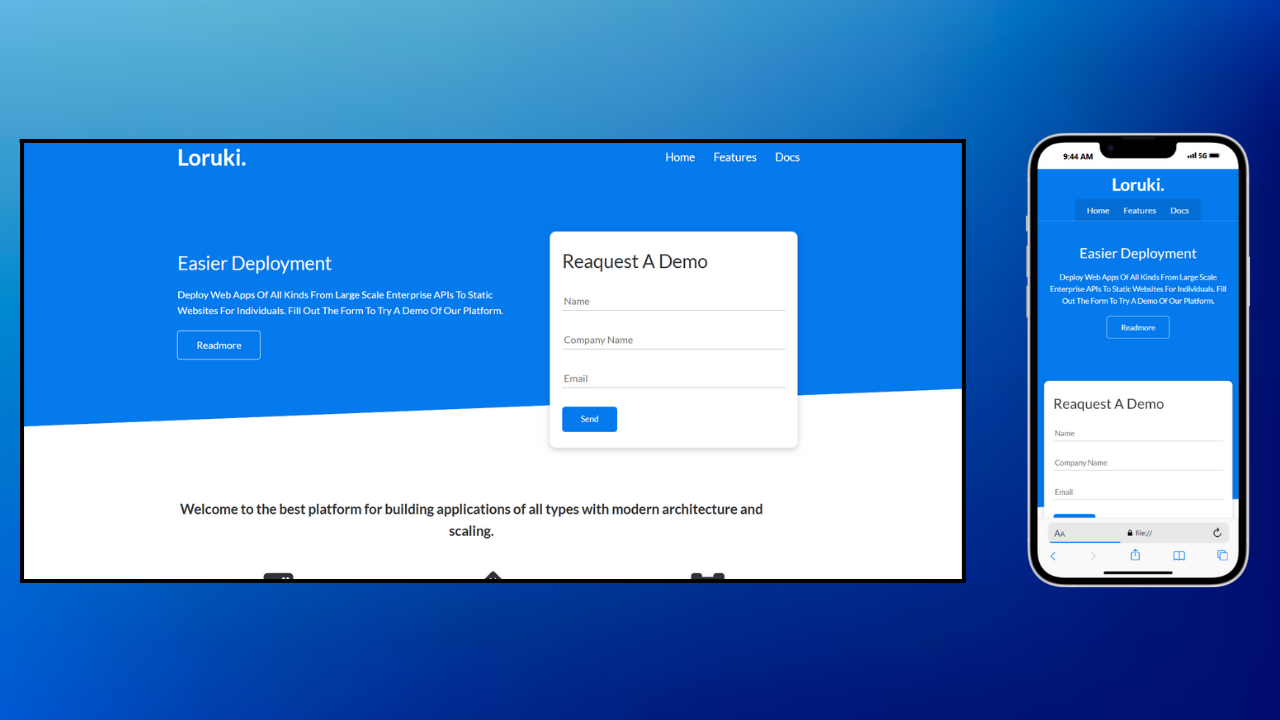 Loruki.
Home Features Docs
Easier Deployment
Deploy Web Apps Of All Kinds From Large Scale Enterprise APIs To Static
Websites For Individuals. Fill Out The Form To Try A Demo Of Our Platform.
Readmore
Reaquest A Demo
Name
Company Name
Email
Send
Welcome to the best platform for building applications of all types with modern architecture and
scaling.
9:44 AM 5G
Loruki.
Home Features Docs
Easier Deployment
Deploy Web Apps Of All Kinds From Large Scale
Enterprise APIs To Static Websites For Individuals. Fill
Out The Form To Try A Demo Of Our Platform.
Readmore
Reaquest A Demo
Name
Company Name
Email
AA file://